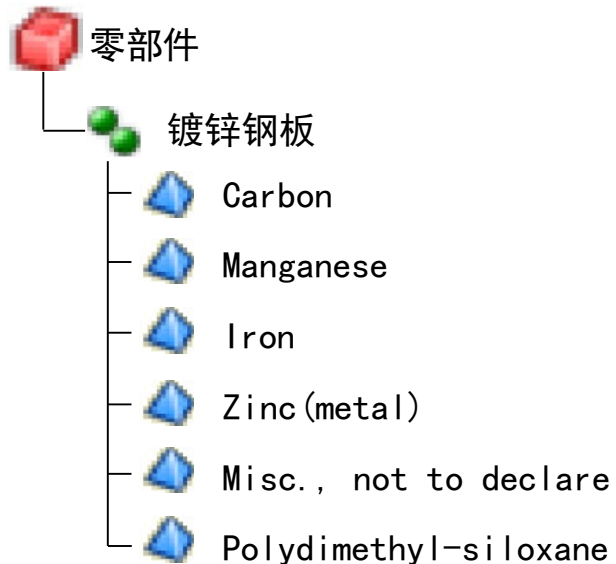 零部件
镀锌钢板
Carbon
Manganese
Iron
Zinc(metal)
Misc., not to declare
Polydimethyl-siloxane